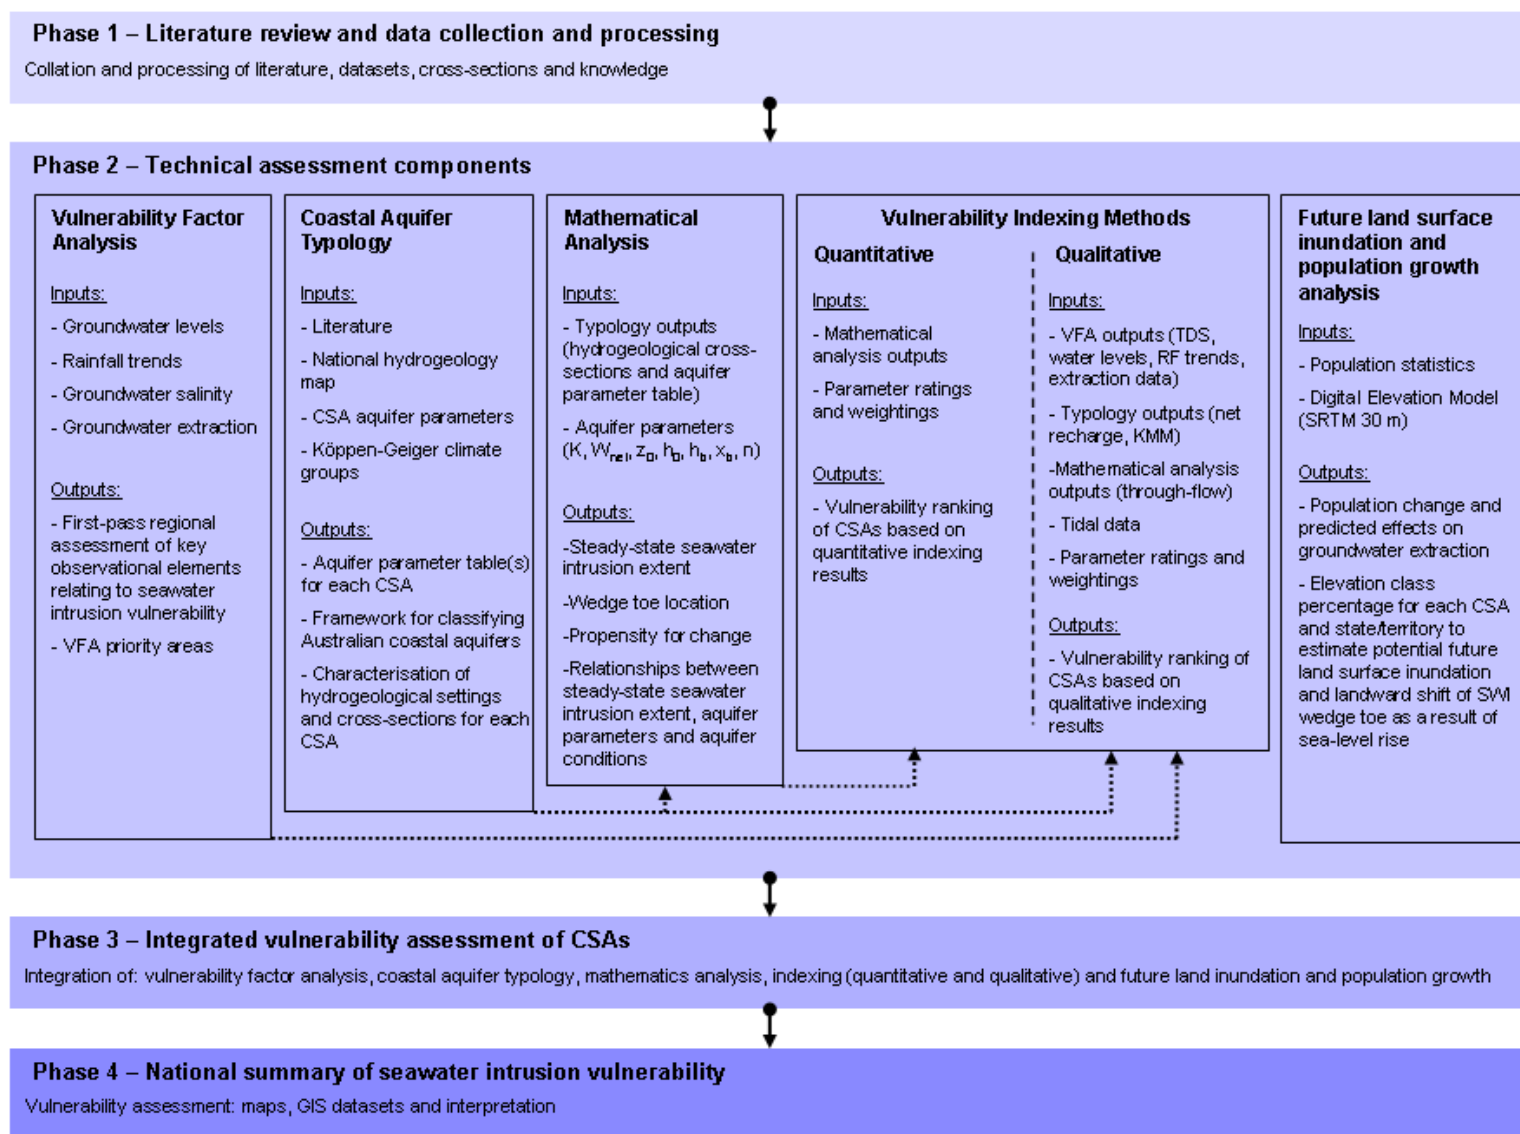 Phase 1 – Literature review and data collection and processing
Collation and processing of literature, datasets, cross-sections and knowledge
Phase 2 – Technical assessment components
Vulnerability Factor
Analysis
Inputs:
- Groundwater levels
- Rainfall trends
- Groundwater salinity
- Groundwater extraction
Outputs:
- First-pass regional
assessment of key
observational elements
relating to seawater
intrusion vulnerability
- VFA priority areas
Coastal Aquifer
Typology
Inputs:
- Literature
- National hydrogeology
map
- CSA aquifer parameters
- Köppen-Geiger climate
groups
Outputs:
- Aquifer parameter table(s)
for each CSA
- Framework for classifying
Australian coastal aquifers
- Characterisation of
hydrogeological settings
and cross-sections for each
CSA
Mathematical
Analysis
Inputs:
- Typology outputs
(hydrogeological cross-
sections and aquifer
parameter table)
- Aquifer parameters
(K, Wnet, z0, h0, hb, xb, n)
Outputs:
-Steady-state seawater
intrusion extent
-Wedge toe location
-Propensity for change
-Relationships between
steady-state seawater
intrusion extent, aquifer
parameters and aquifer
conditions
Vulnerability Indexing Methods
Quantitative
Inputs:
- Mathematical
analysis outputs
- Parameter ratings
and weightings
Outputs:
- Vulnerability ranking
of CSAs based on
quantitative indexing
results
Qualitative
Inputs:
- VFA outputs (TDS,
water levels, RF trends,
extraction data)
- Typology outputs (net
recharge, KMM)
-Mathematical analysis
outputs (through-flow)
- Tidal data
- Parameter ratings and
weightings
Outputs:
- Vulnerability ranking of
CSAs based on
qualitative indexing
results
Future land surface
inundation and
population growth
analysis
Inputs:
- Population statistics
- Digital Elevation Model
(SRTM 30 m)
Outputs:
- Population change and
predicted effects on
groundwater extraction
- Elevation class
percentage for each CSA
and state/territory to
estimate potential future
land surface inundation
and landward shift of SWI
wedge toe as a result of
sea-level rise
Phase 3 – Integrated vulnerability assessment of CSAs
Integration of: vulnerability factor analysis, coastal aquifer typology, mathematics analysis, indexing (quantitative and qualitative) and future land inundation and population growth
Phase 4 – National summary of seawater intrusion vulnerability
Vulnerability assessment: maps, GIS datasets and interpretation